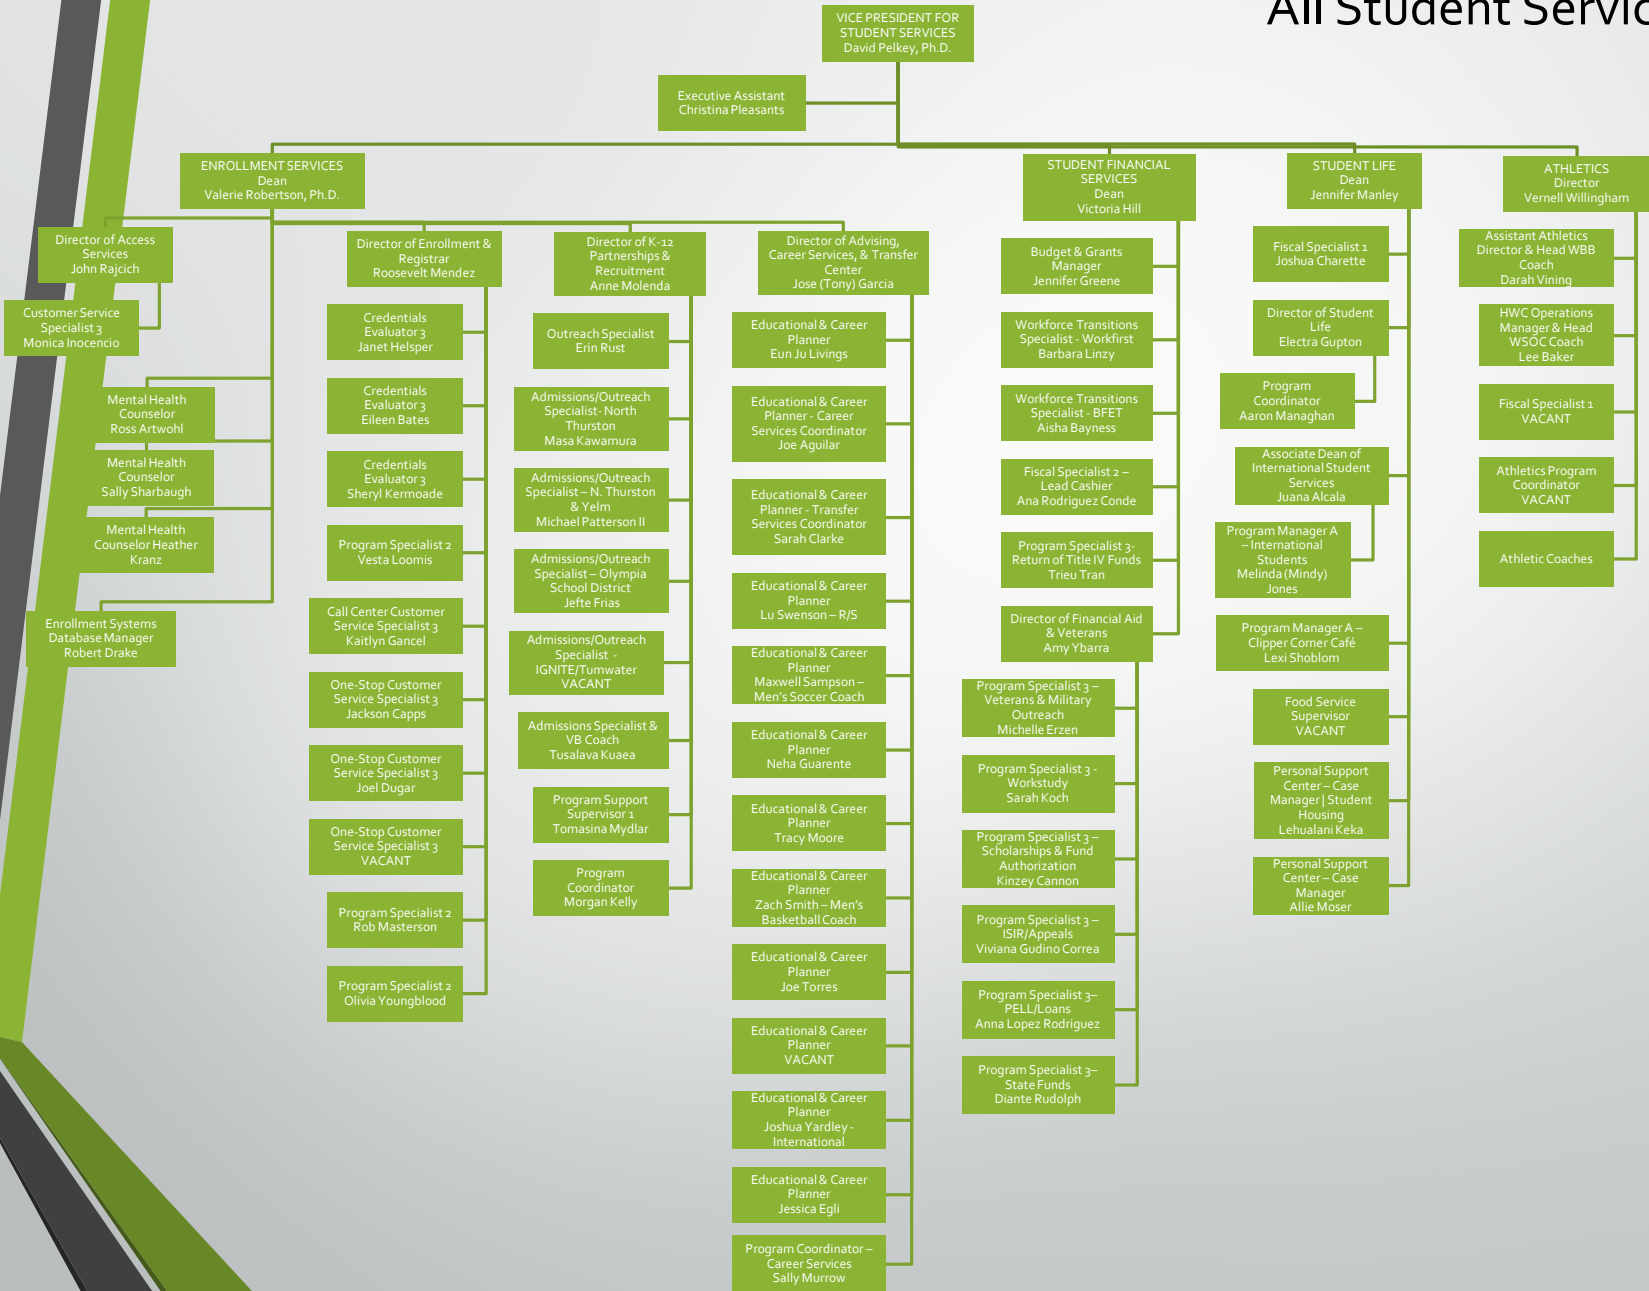 All Student Servic
VICE PRESIDENT FOR
STUDENT SERVICES
David Pelkey, Ph.D.
Executive Assistant
Christina Pleasants
ENROLLMENT SERVICES
Dean
Valerie Robertson, Ph.D.
Director of Access
Services
John Rajcich
Customer Service
Specialist 3
Monica Inocencio
Mental Health
Counselor
Ross Artwohl
Mental Health
Counselor
Sally Sharbaugh
Mental Health
Counselor Heather
Kranz
Enrollment Systems
Database Manager
Robert Drake
Director of Enrollment &
Registrar
Roosevelt Mendez
Credentials
Evaluator 3
Janet Helsper
Credentials
Evaluator 3
Eileen Bates
Credentials
Evaluator 3
Sheryl Kermoade
Program Specialist 2
Vesta Loomis
Call Center Customer
Service Specialist 3
Kaitlyn Gancel
One-Stop Customer
Service Specialist 3
Jackson Capps
One-Stop Customer
Service Specialist 3
Joel Dugar
One-Stop Customer
Service Specialist 3
VACANT
Program Specialist 2
Rob Masterson
Program Specialist 2
Olivia Youngblood
Director of K-12
Partnerships &
Recruitment
Anne Molenda
Outreach Specialist
Erin Rust
Admissions/Outreach
Specialist- North
Thurston
Masa Kawamura
Admissions/Outreach
Specialist – N. Thurston
& Yelm
Michael Patterson II
Admissions/Outreach
Specialist – Olympia
School District
Jefte Frias
Admissions/Outreach
Specialist -
IGNITE/Tumwater
VACANT
Admissions Specialist &
VB Coach
Tusalava Kuaea
Program Support
Supervisor 1
Tomasina Mydlar
Program
Coordinator
Morgan Kelly
Director of Advising,
Career Services, & Transfer
Center
Jose (Tony) Garcia
Educational & Career
Planner
Eun Ju Livings
Educational & Career
Planner - Career
Services Coordinator
Joe Aguilar
Educational & Career
Planner - Transfer
Services Coordinator
Sarah Clarke
Educational & Career
Planner
Lu Swenson – R/S
Educational & Career
Planner
Maxwell Sampson –
Men's Soccer Coach
Educational & Career
Planner
Neha Guarente
Educational & Career
Planner
Tracy Moore
Educational & Career
Planner
Zach Smith – Men's
Basketball Coach
Educational & Career
Planner
Joe Torres
Educational & Career
Planner
VACANT
Educational & Career
Planner
Joshua Yardley -
International
Educational & Career
Planner
Jessica Egli
Program Coordinator –
Career Services
Sally Murrow
STUDENT FINANCIAL
SERVICES
Dean
Victoria Hill
Budget & Grants
Manager
Jennifer Greene
Workforce Transitions
Specialist - Workfirst
Barbara Linzy
Workforce Transitions
Specialist - BFET
Aisha Bayness
Fiscal Specialist 2 –
Lead Cashier
Ana Rodriguez Conde
Program Specialist 3-
Return of Title IV Funds
Trieu Tran
Director of Financial Aid
& Veterans
Amy Ybarra
Program Specialist 3 –
Veterans & Military
Outreach
Michelle Erzen
Program Specialist 3 -
Workstudy
Sarah Koch
Program Specialist 3 –
Scholarships & Fund
Authorization
Kinzey Cannon
Program Specialist 3 –
ISIR/Appeals
Viviana Gudino Correa
Program Specialist 3–
PELL/Loans
Anna Lopez Rodriguez
Program Specialist 3–
State Funds
Diante Rudolph
STUDENT LIFE
Dean
Jennifer Manley
Fiscal Specialist 1
Joshua Charette
Director of Student
Life
Electra Gupton
Program
Coordinator
Aaron Managhan
Associate Dean of
International Student
Services
Juana Alcala
Program Manager A
– International
Students
Melinda (Mindy)
Jones
Program Manager A –
Clipper Corner Café
Lexi Shoblom
Food Service
Supervisor
VACANT
Personal Support
Center – Case
Manager | Student
Housing
Lehualani Keka
Personal Support
Center – Case
Manager
Allie Moser
ATHLETICS
Director
Vernell Willingham
Assistant Athletics
Director & Head WBB
Coach
Darah Vining
HWC Operations
Manager & Head
WSOC Coach
Lee Baker
Fiscal Specialist 1
VACANT
Athletics Program
Coordinator
VACANT
Athletic Coaches